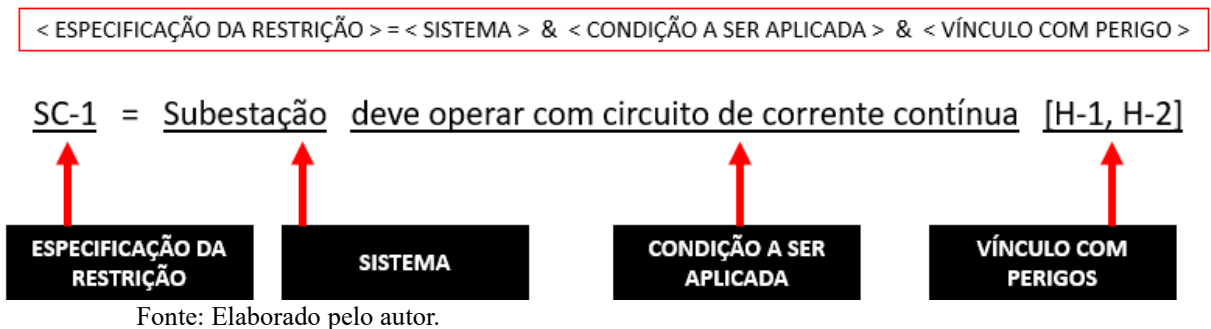 < ESPECIFICAÇÃO DA RESTRIÇÃO > = < SISTEMA > & < CONDIÇÃO A SER APLICADA > & < VÍNCULO COM PERIGO >
SC-1 = Subestação deve operar com circuito de corrente contínua [H-1, H-2]
ESPECIFICAÇÃO DA
RESTRIÇÃO
SISTEMA
CONDIÇÃO A SER
APLICADA
VÍNCULO COM
PERIGOS
Fonte: Elaborado pelo autor.